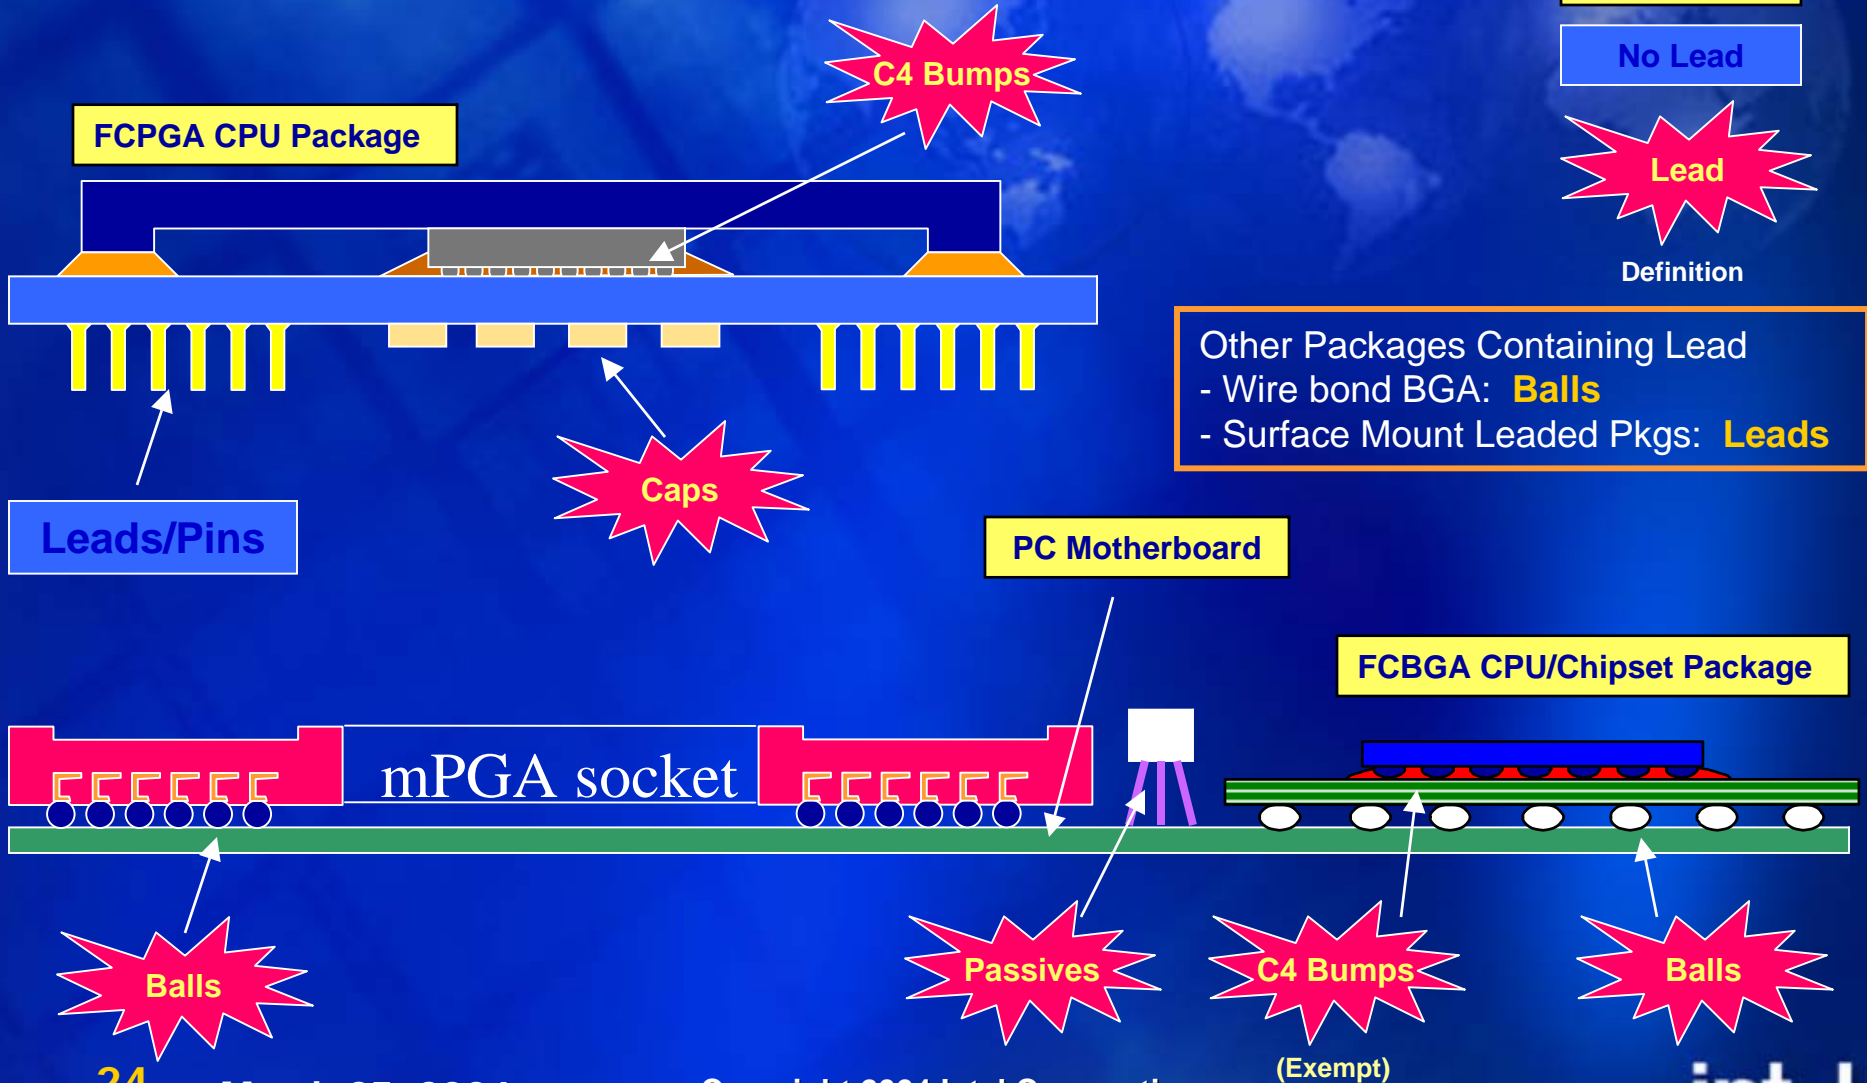 C4 Bumps
No Lead
FCPGA CPU Package
Lead
Definition
Other Packages Containing Lead
- Wire bond BGA: Balls
- Surface Mount Leaded Pkgs: Leads
Caps
Leads/Pins
PC Motherboard
FCBGA CPU/Chipset Package
mPGA socket
Balls
Passives
C4 Bumps
Balls
(Exempt)
24